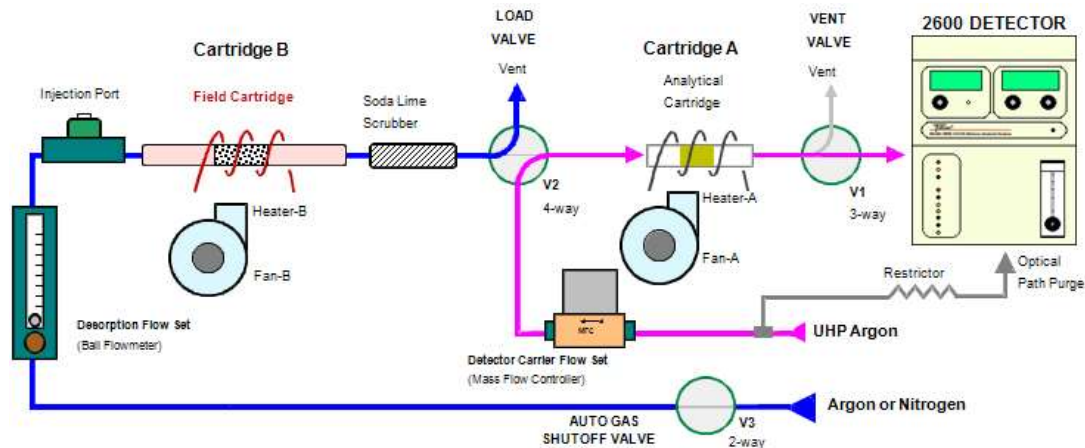 LOAD
VALVE
Vent
VENT
VALVE
Vent
2600 DETECTOR
Cartridge B
Cartridge A
Injection Port
Field Cartridge
Soda Lime
Scrubber
Analytical
Cartridge
V2
4-way
V1
3-way
Heater-B
Fan-B
Heater-A
Fan-A
Desorption Flow Set
(Ball Flowmeter)
MFC
Detector Carrier Flow Set
(Mass Flow Controller)
Restrictor
Optical
Path Purge
UHP Argon
Argon or Nitrogen
AUTO GAS
SHUTOFF VALVE
V3
2-way